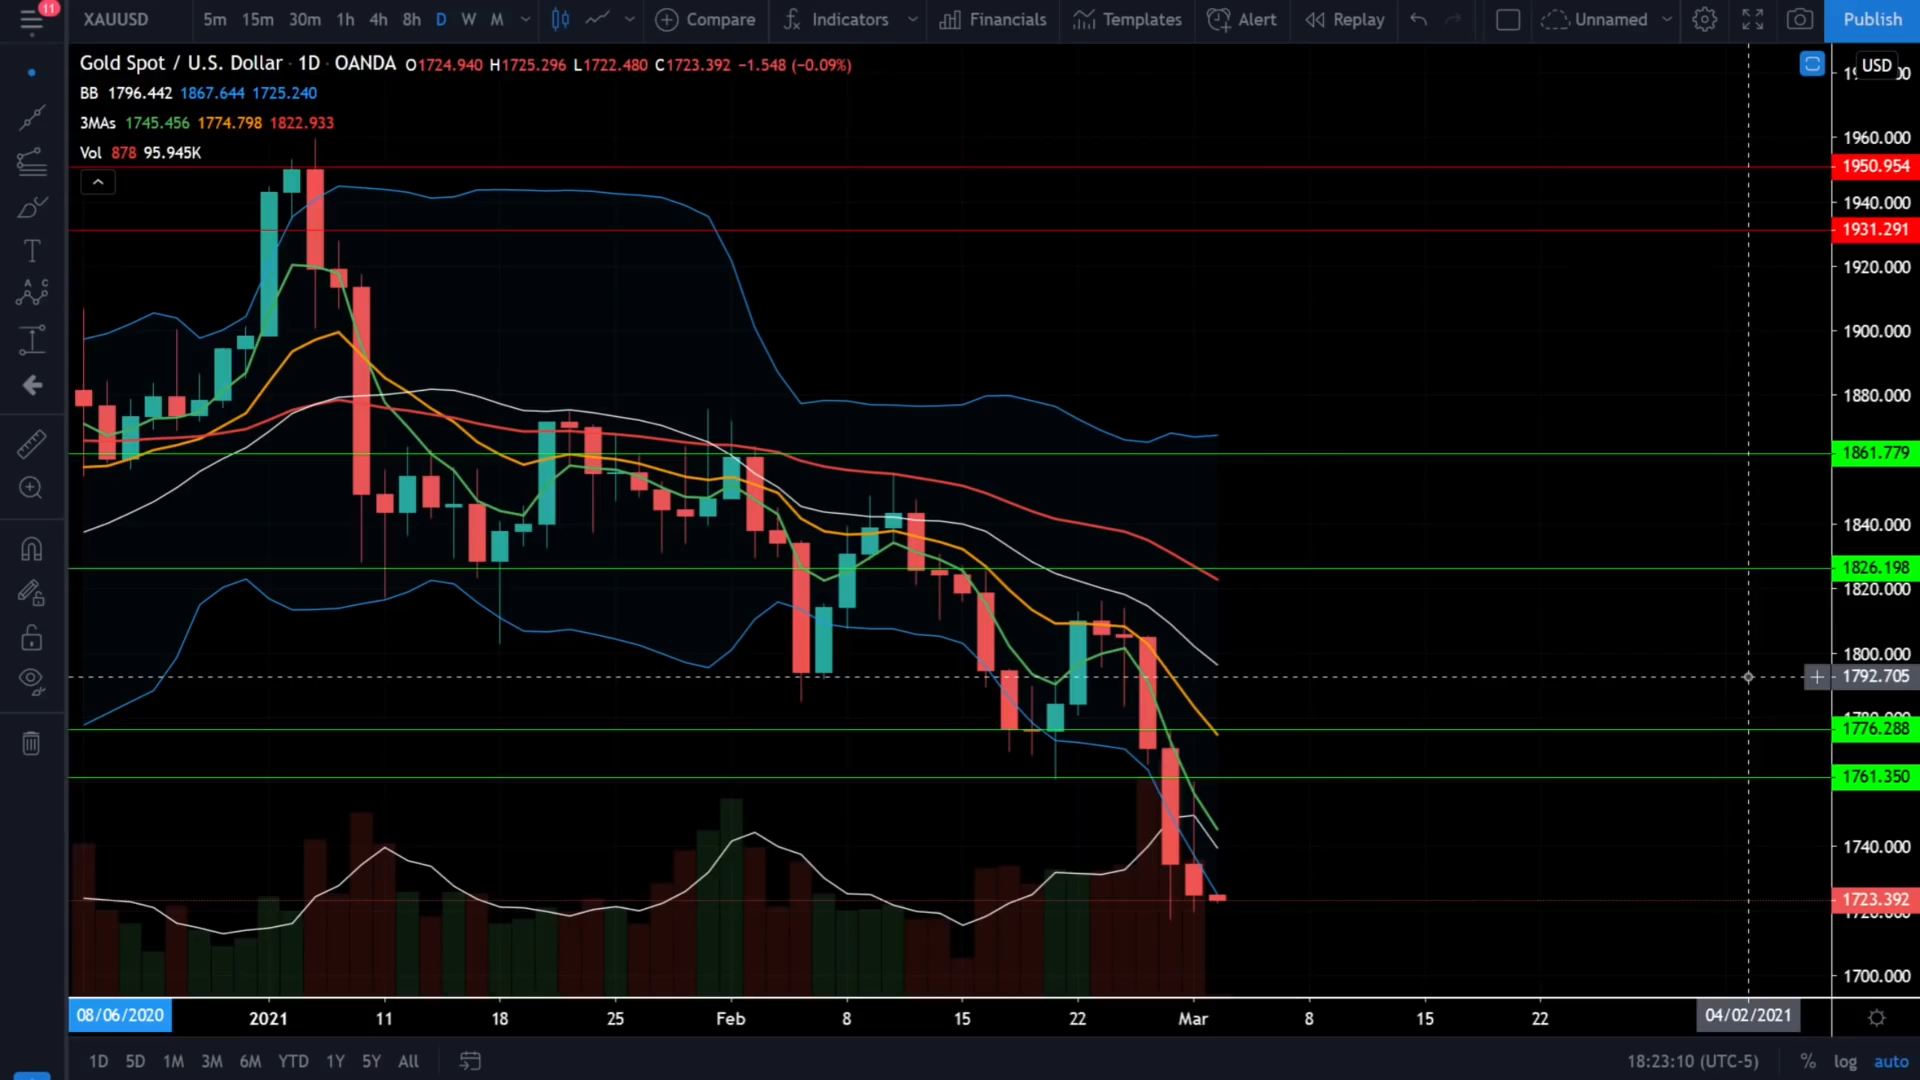 11
XAUUSD 5m 15m 30m 1h 4h 8h D W M Compare Indicators Financials Templates Alert Replay Unnamed Publish
Gold Spot / U.S. Dollar · 1D · OANDA O1724.940 H1725.296 L1722.480 C1723.392 −1.548 (−0.09%)
BB 1796.442 1867.644 1725.240
3MAs 1745.456 1774.798 1822.933
Vol 878 95.945K
USD
1960.000
1950.954
1940.000
1931.291
1920.000
1900.000
1880.000
1861.779
1840.000
1826.198
1820.000
1800.000
1792.705
1776.288
1761.350
1740.000
1723.392
1700.000
08/06/2020 2021 11 18 25 Feb 8 15 22 Mar 8 15 22 04/02/2021
1D 5D 1M 3M 6M YTD 1Y 5Y All 18:23:10 (UTC-5) % log auto